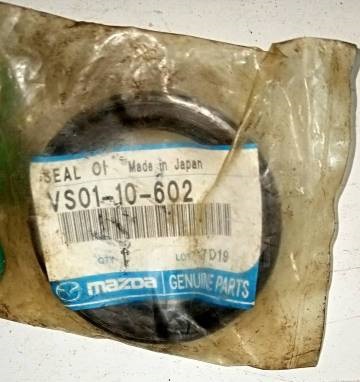 SEAL OI Made in Japan
VS01-10-602
QTY 1 LOT 7D19
mazda GENUINE PARTS